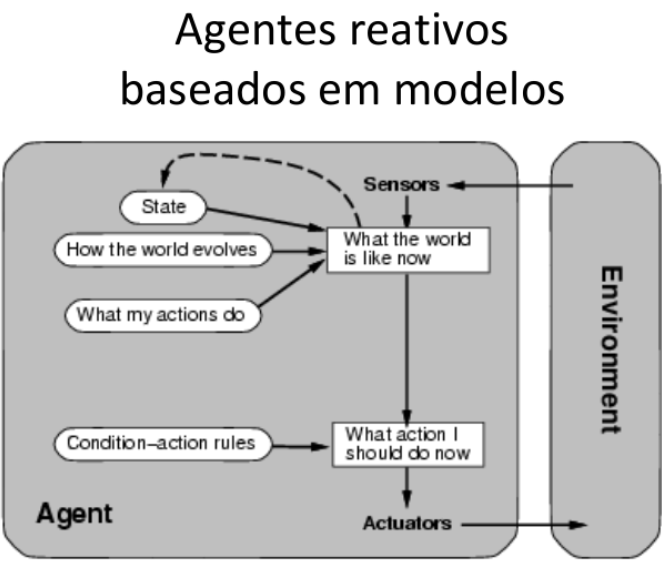 Agentes reativos
baseados em modelos
Sensors
State
What the world
is like now
How the world evolves
What my actions do
Environment
Condition–action rules
What action I
should do now
Agent
Actuators